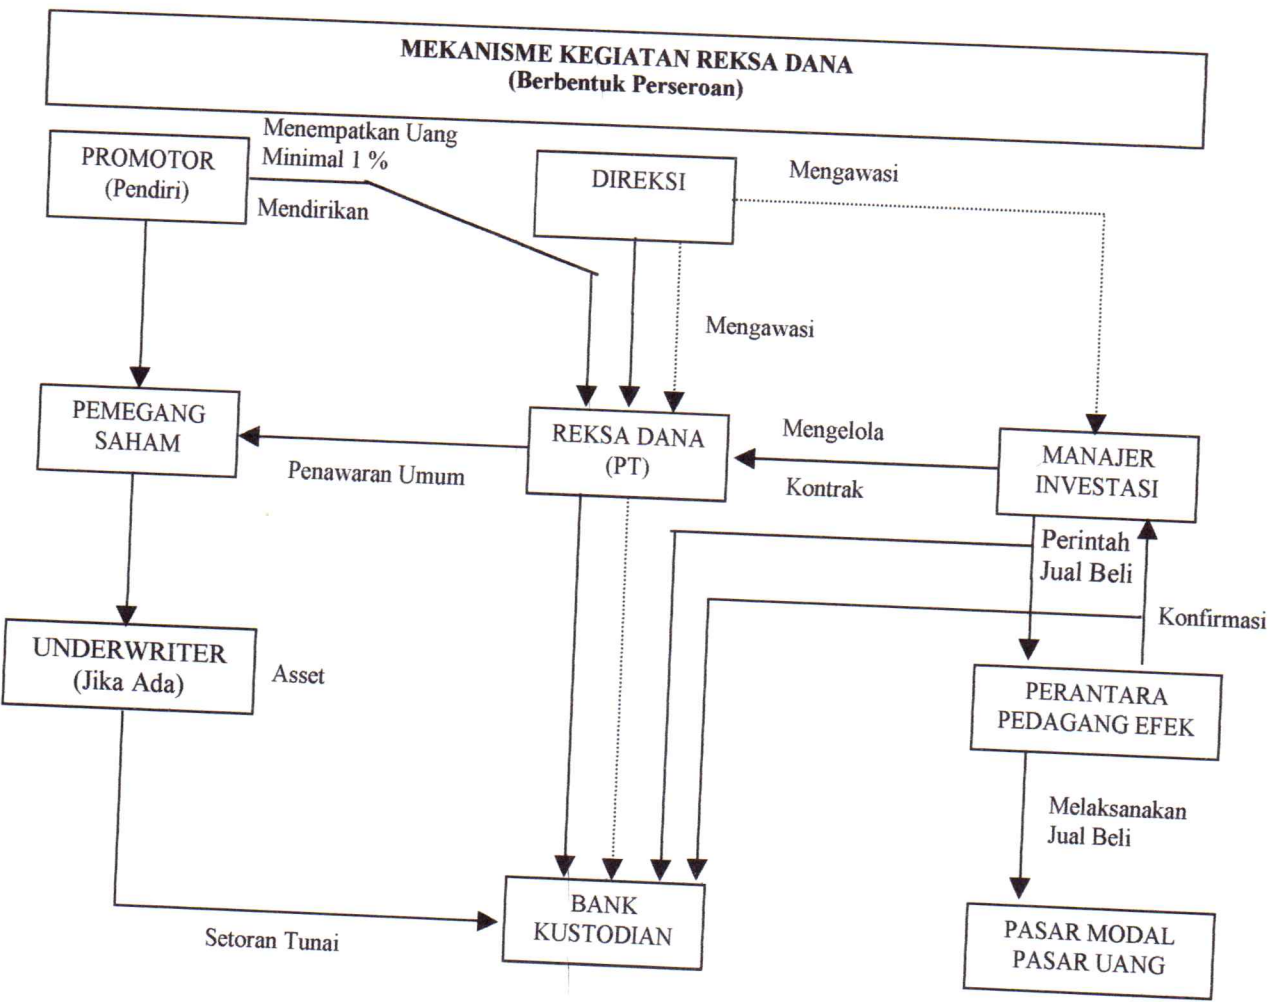 MEKANISME KEGIATAN REKSA DANA
(Berbentuk Perseroan)
PROMOTOR
(Pendiri)
Menempatkan Uang
Minimal 1 %
Mendirikan
DIREKSI
Mengawasi
Mengawasi
PEMEGANG
SAHAM
Penawaran Umum
REKSA DANA
(PT)
Mengelola
Kontrak
MANAJER
INVESTASI
Perintah
Jual Beli
Konfirmasi
UNDERWRITER
(Jika Ada)
Asset
PERANTARA
PEDAGANG EFEK
Melaksanakan
Jual Beli
Setoran Tunai
BANK
KUSTODIAN
PASAR MODAL
PASAR UANG